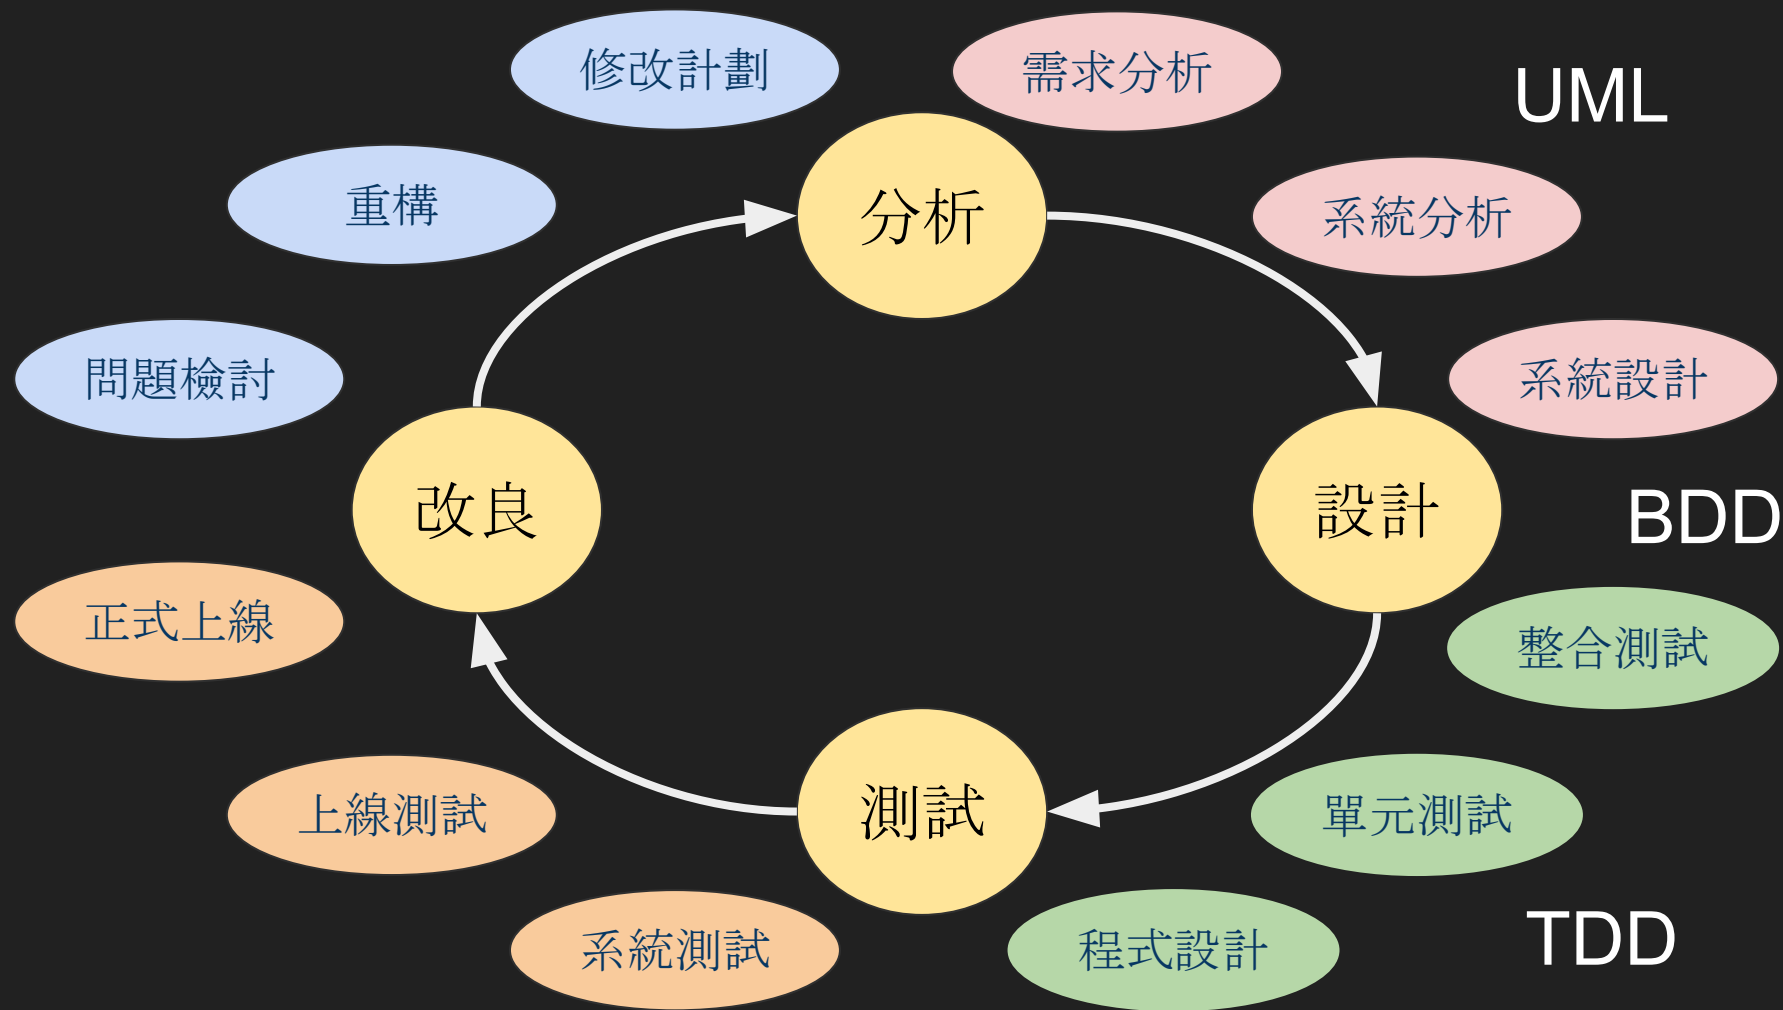 修改計劃
需求分析
UML
重構
分析
系統分析
問題檢討
系統設計
改良
設計
BDD
正式上線
整合測試
上線測試
測試
單元測試
系統測試
程式設計
TDD